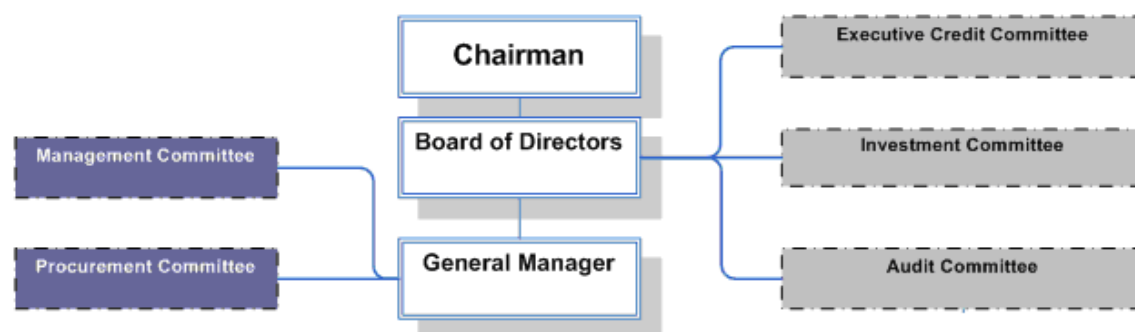 Chairman
Executive Credit Committee
Board of Directors
Management Committee
Investment Committee
General Manager
Procurement Committee
Audit Committee